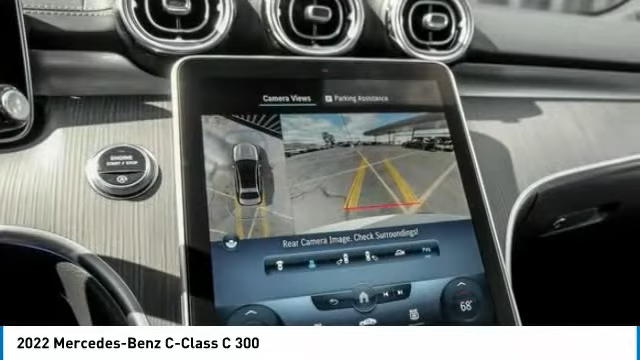 Camera Views P Parking Assistance
ENGINE
START / STOP
Rear Camera Image. Check Surroundings!
68°
2022 Mercedes-Benz C-Class C 300